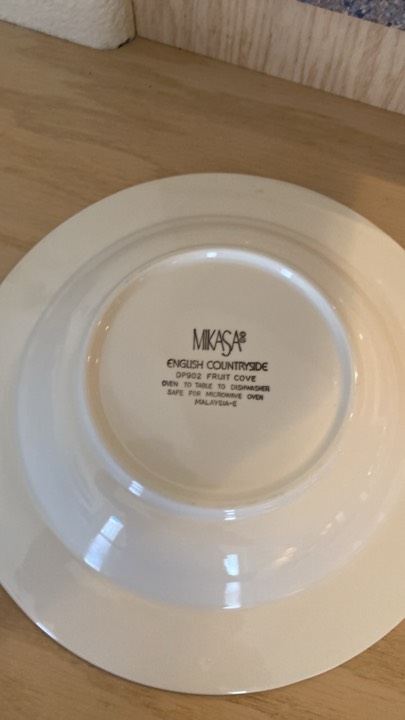 MIKASA
ENGLISH COUNTRYSIDE
DP902 FRUIT COVE
OVEN TO TABLE TO DISHWASHER
SAFE FOR MICROWAVE OVEN
MALAYSIA-E